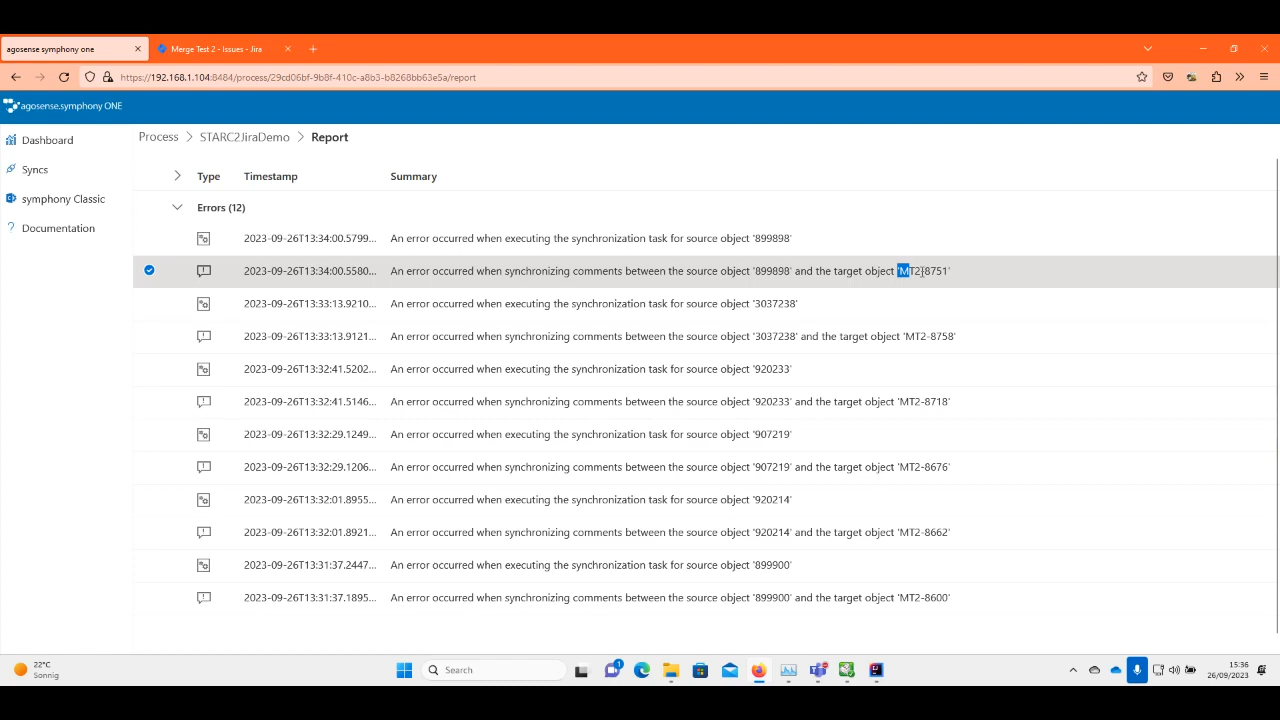 agosense symphony one
Merge Test 2 - Issues - Jira
https://192.168.1.104:8484/process/29cd06bf-9b8f-410c-a8b3-b8268bb63e5a/report
agosense.symphony ONE
Dashboard
Syncs
symphony Classic
Documentation
Process > STARC2JiraDemo > Report
Type Timestamp Summary
Errors (12)
2023-09-26T13:34:00.5799... An error occurred when executing the synchronization task for source object '899898'
2023-09-26T13:34:00.5580... An error occurred when synchronizing comments between the source object '899898' and the target object 'MT2-8751'
2023-09-26T13:33:13.9210... An error occurred when executing the synchronization task for source object '3037238'
2023-09-26T13:33:13.9121... An error occurred when synchronizing comments between the source object '3037238' and the target object 'MT2-8758'
2023-09-26T13:32:41.5202... An error occurred when executing the synchronization task for source object '920233'
2023-09-26T13:32:41.5146... An error occurred when synchronizing comments between the source object '920233' and the target object 'MT2-8718'
2023-09-26T13:32:29.1249... An error occurred when executing the synchronization task for source object '907219'
2023-09-26T13:32:29.1206... An error occurred when synchronizing comments between the source object '907219' and the target object 'MT2-8676'
2023-09-26T13:32:01.8955... An error occurred when executing the synchronization task for source object '920214'
2023-09-26T13:32:01.8921... An error occurred when synchronizing comments between the source object '920214' and the target object 'MT2-8662'
2023-09-26T13:31:37.2447... An error occurred when executing the synchronization task for source object '899900'
2023-09-26T13:31:37.1895... An error occurred when synchronizing comments between the source object '899900' and the target object 'MT2-8600'
22°C
Sonnig
Search
1
15:36
26/09/2023